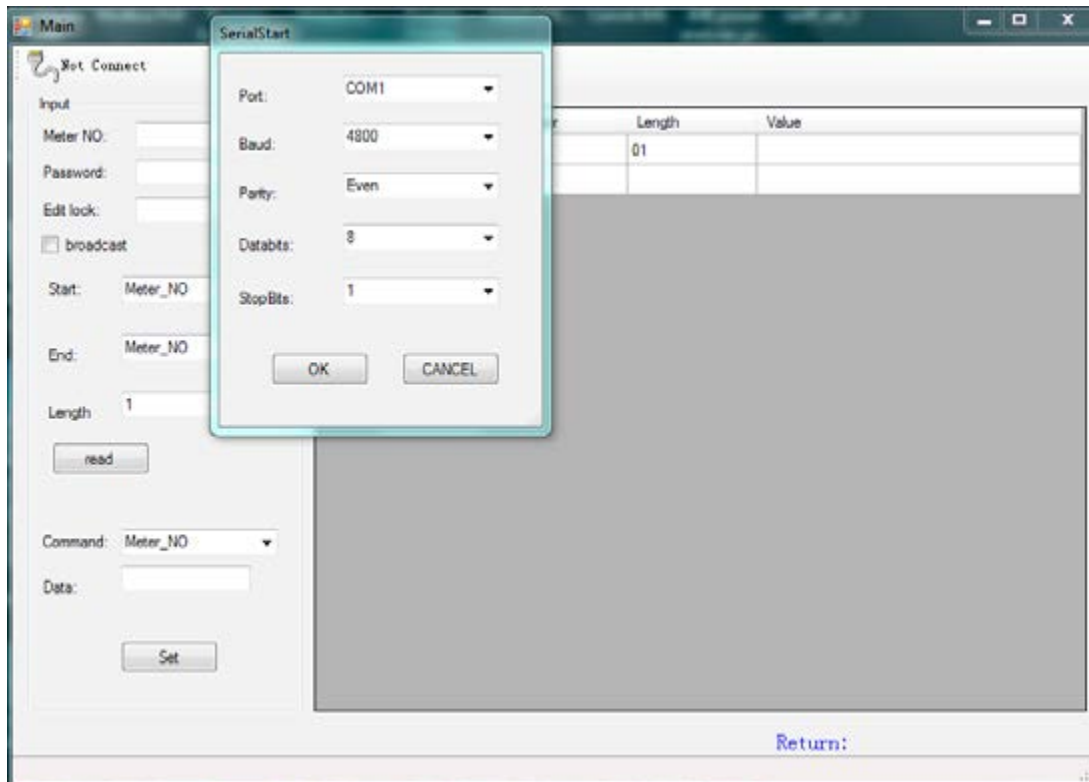 Main
SerialStart
Not Connect
Input
Meter NO:
Password:
Edit lock:
broadcast
Start: Meter_NO
End: Meter_NO
Length 1
read
Command: Meter_NO
Data:
Set
Port: COM1
Baud: 4800
Parity: Even
Databits: 8
StopBits: 1
OK CANCEL
Length Value
01
Return: